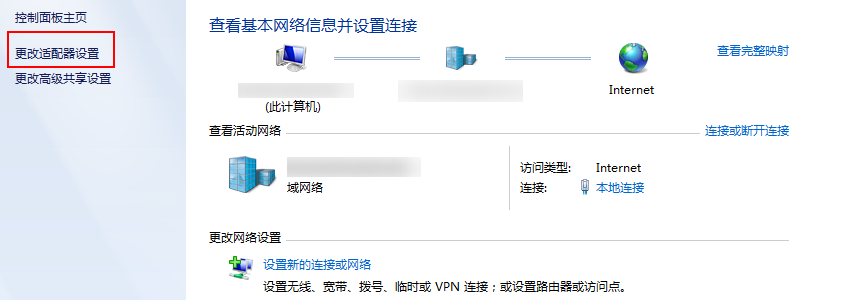 控制面板主页
更改适配器设置
更改高级共享设置
查看基本网络信息并设置连接
查看完整映射
(此计算机)
Internet
查看活动网络
连接或断开连接
域网络
访问类型: Internet
连接: 本地连接
更改网络设置
设置新的连接或网络
设置无线、宽带、拨号、临时或 VPN 连接；或设置路由器或访问点。